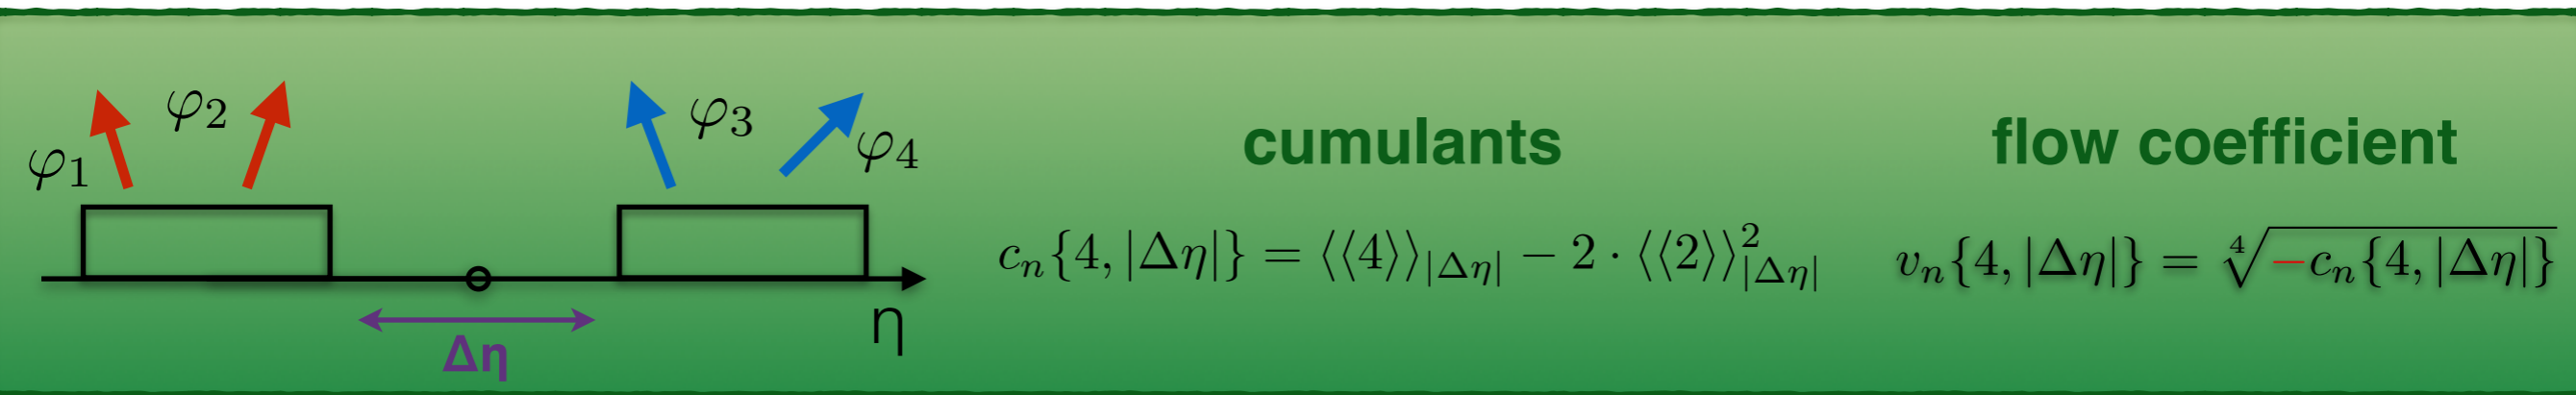 φ1 φ2 φ3 φ4
η
Δη
cumulants
c_n{4, |Δη|} = ⟨⟨4⟩⟩_{|Δη|} − 2 · ⟨⟨2⟩⟩²_{|Δη|}
flow coefficient
v_n{4, |Δη|} = ∜(−c_n{4, |Δη|})